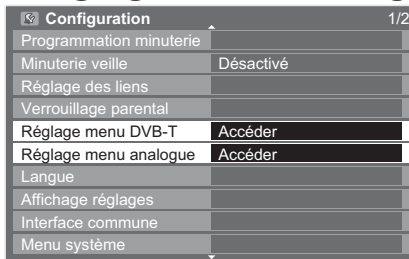 Configuration 1/2
Programmation minuterie
Minuterie veille Désactivé
Réglage des liens
Verrouillage parental
Réglage menu DVB-T Accéder
Réglage menu analogue Accéder
Langue
Affichage réglages
Interface commune
Menu système